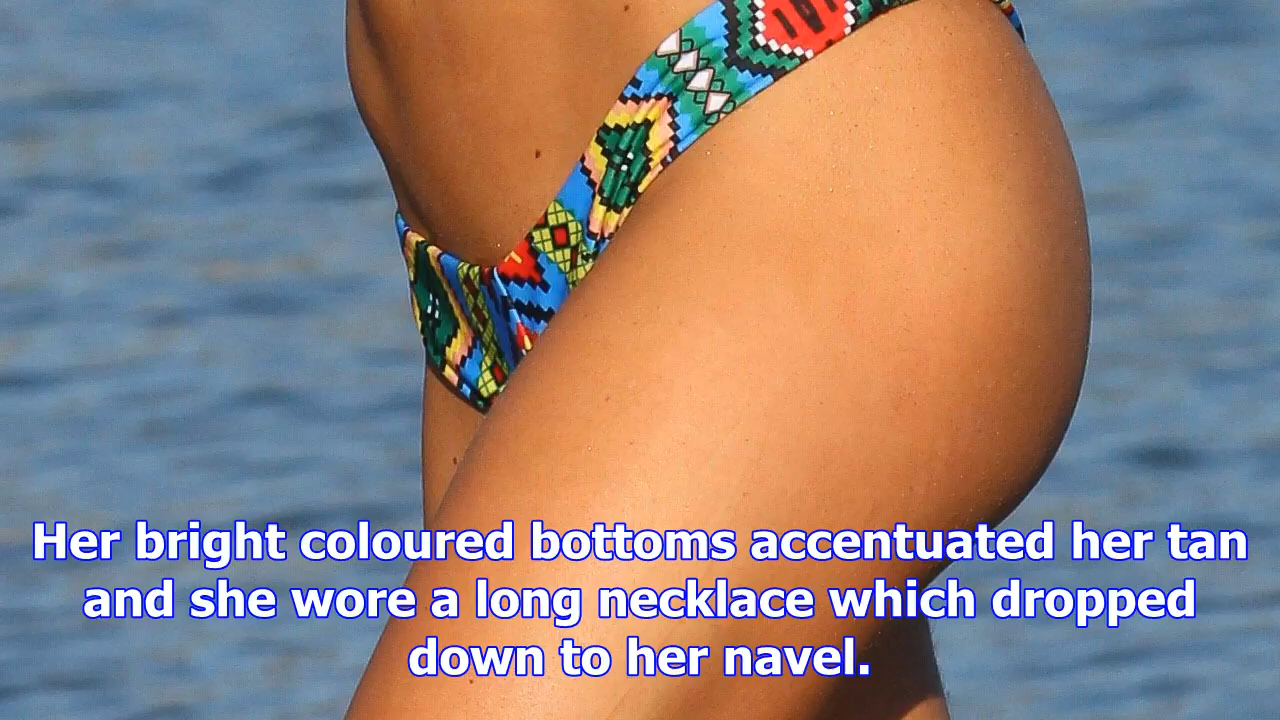 Her bright coloured bottoms accentuated her tan
and she wore a long necklace which dropped
down to her navel.